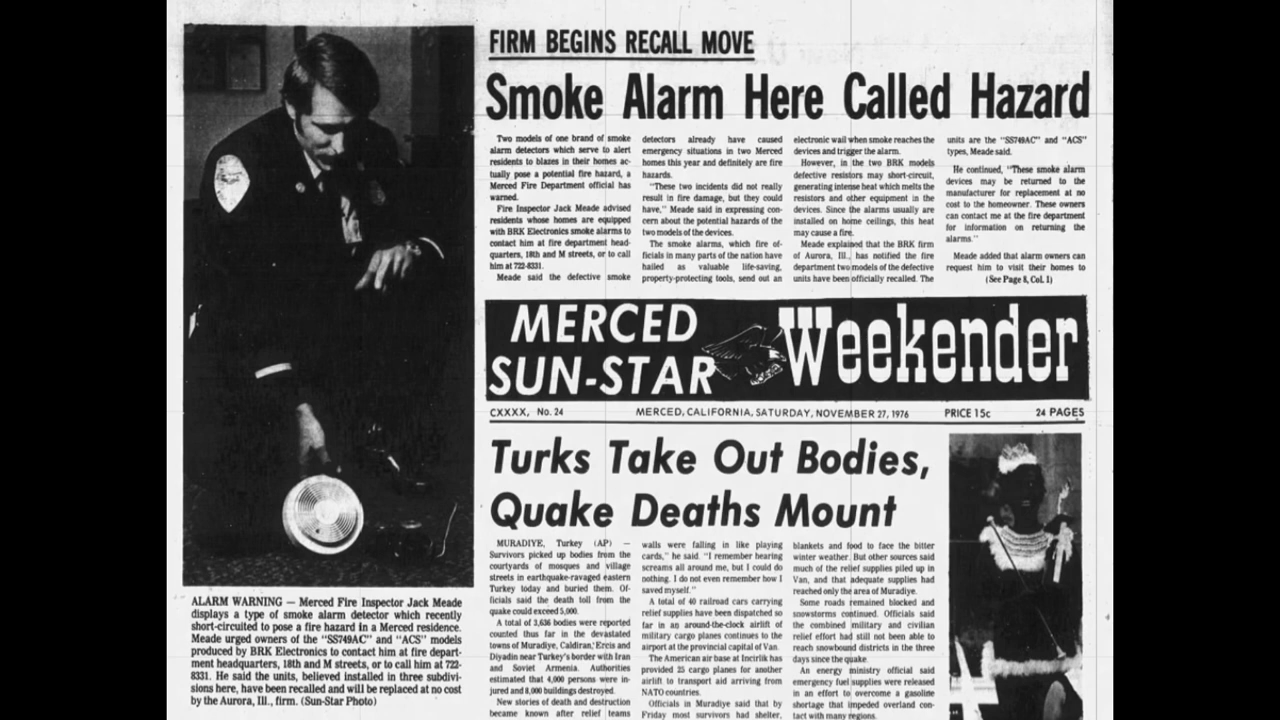 FIRM BEGINS RECALL MOVE
Smoke Alarm Here Called Hazard
Two models of one brand of smoke
alarm detectors which serve to alert
residents to blazes in their homes ac-
tually pose a potential fire hazard, a
Merced Fire Department official has
warned.
Fire Inspector Jack Meade advised
residents whose homes are equipped
with BRK Electronics smoke alarms to
contact him at fire department head-
quarters, 18th and M streets, or to call
him at 722-8331.
Meade said the defective smoke
detectors already have caused
emergency situations in two Merced
homes this year and definitely are fire
hazards.
"These two incidents did not really
result in fire damage, but they could
have," Meade said in expressing con-
cern about the potential hazards of the
two models of the devices.
The smoke alarms, which fire of-
ficials in many parts of the nation have
hailed as valuable life-saving,
property-protecting tools, send out an
electronic wail when smoke reaches the
devices and trigger the alarm.
However, in the two BRK models
defective resistors may short-circuit,
generating intense heat which melts the
resistors and other equipment in the
devices. Since the alarms usually are
installed on home ceilings, this heat
may cause a fire.
Meade explained that the BRK firm
of Aurora, Ill., has notified the fire
department two models of the defective
units have been officially recalled. The
units are the "SS749AC" and "ACS"
types, Meade said.
He continued, "These smoke alarm
devices may be returned to the
manufacturer for replacement at no
cost to the homeowner. These owners
can contact me at the fire department
for information on returning the
alarms."
Meade added that alarm owners can
request him to visit their homes to
(See Page 8, Col. 1)
MERCED
SUN-STAR
Weekender
CXXXX, No. 24 MERCED, CALIFORNIA, SATURDAY, NOVEMBER 27, 1976 PRICE 15c 24 PAGES
Turks Take Out Bodies,
Quake Deaths Mount
MURADIYE, Turkey (AP) —
Survivors picked up bodies from the
courtyards of mosques and village
streets in earthquake-ravaged eastern
Turkey today and buried them. Of-
ficials said the death toll from the
quake could exceed 5,000.
A total of 3,636 bodies were reported
counted thus far in the devastated
towns of Muradiye, Caldiran, Ercis and
Diyadin near Turkey's border with Iran
and Soviet Armenia. Authorities
estimated that 4,000 persons were in-
jured and 8,000 buildings destroyed.
New stories of death and destruction
became known after relief teams
walls were falling in like playing
cards," he said. "I remember hearing
screams all around me, but I could do
nothing. I do not even remember how I
saved myself."
A total of 40 railroad cars carrying
relief supplies have been dispatched so
far in an around-the-clock airlift of
military cargo planes continues to the
airport at the provincial capital of Van.
The American air base at Incirlik has
provided 25 cargo planes for another
airlift to transport aid arriving from
NATO countries.
Officials in Muradiye said that by
Friday most survivors had shelter,
blankets and food to face the bitter
winter weather. But other sources said
much of the relief supplies piled up in
Van, and that adequate supplies had
reached only the area of Muradiye.
Some roads remained blocked and
snowstorms continued. Officials said
the combined military and civilian
relief effort had still not been able to
reach snowbound districts in the three
days since the quake.
An energy ministry official said
emergency fuel supplies were released
in an effort to overcome a gasoline
shortage that impeded overland con-
tact with many regions.
ALARM WARNING — Merced Fire Inspector Jack Meade
displays a type of smoke alarm detector which recently
short-circuited to pose a fire hazard in a Merced residence.
Meade urged owners of the "SS749AC" and "ACS" models
produced by BRK Electronics to contact him at fire depart-
ment headquarters, 18th and M streets, or to call him at 722-
8331. He said the units, believed installed in three subdivi-
sions here, have been recalled and will be replaced at no cost
by the Aurora, Ill., firm. (Sun-Star Photo)